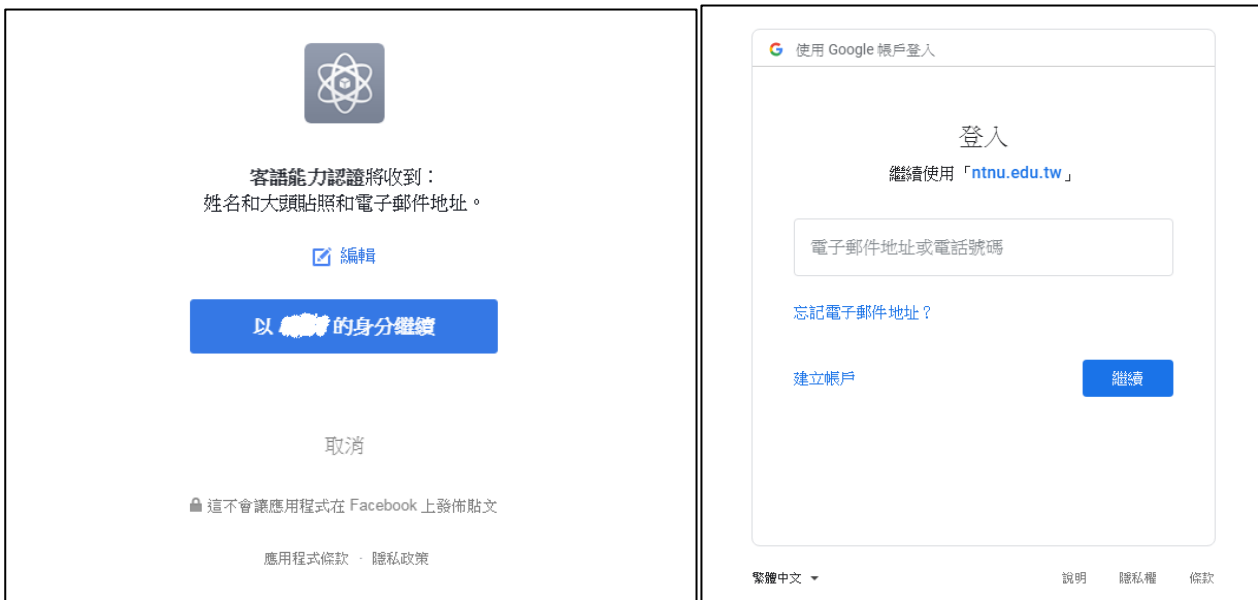 客語能力認證將收到：
姓名和大頭貼照和電子郵件地址。
編輯
以 的身分繼續
取消
這不會讓應用程式在 Facebook 上發佈貼文
應用程式條款 · 隱私政策
使用 Google 帳戶登入
登入
繼續使用「ntnu.edu.tw」
電子郵件地址或電話號碼
忘記電子郵件地址？
建立帳戶
繼續
繁體中文
說明 隱私權 條款